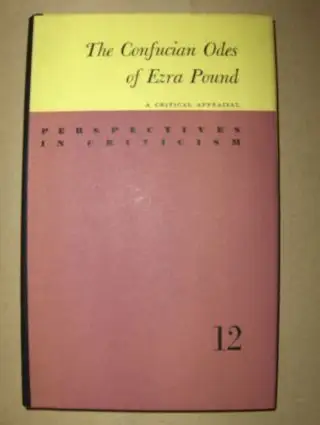 The Confucian Odes
of Ezra Pound
A CRITICAL APPRAISAL
PERSPECTIVES
IN CRITICISM
12